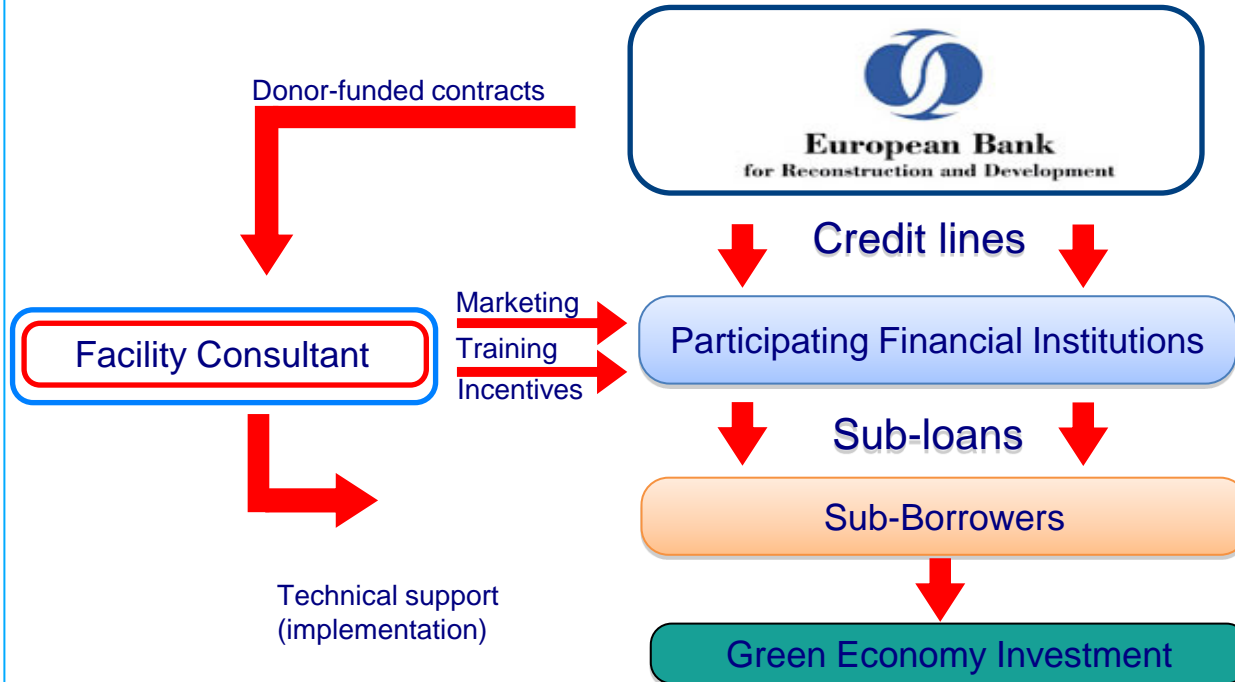 Donor-funded contracts
European Bank
for Reconstruction and Development
Credit lines
Marketing
Training
Incentives
Facility Consultant
Participating Financial Institutions
Sub-loans
Sub-Borrowers
Technical support
(implementation)
Green Economy Investment